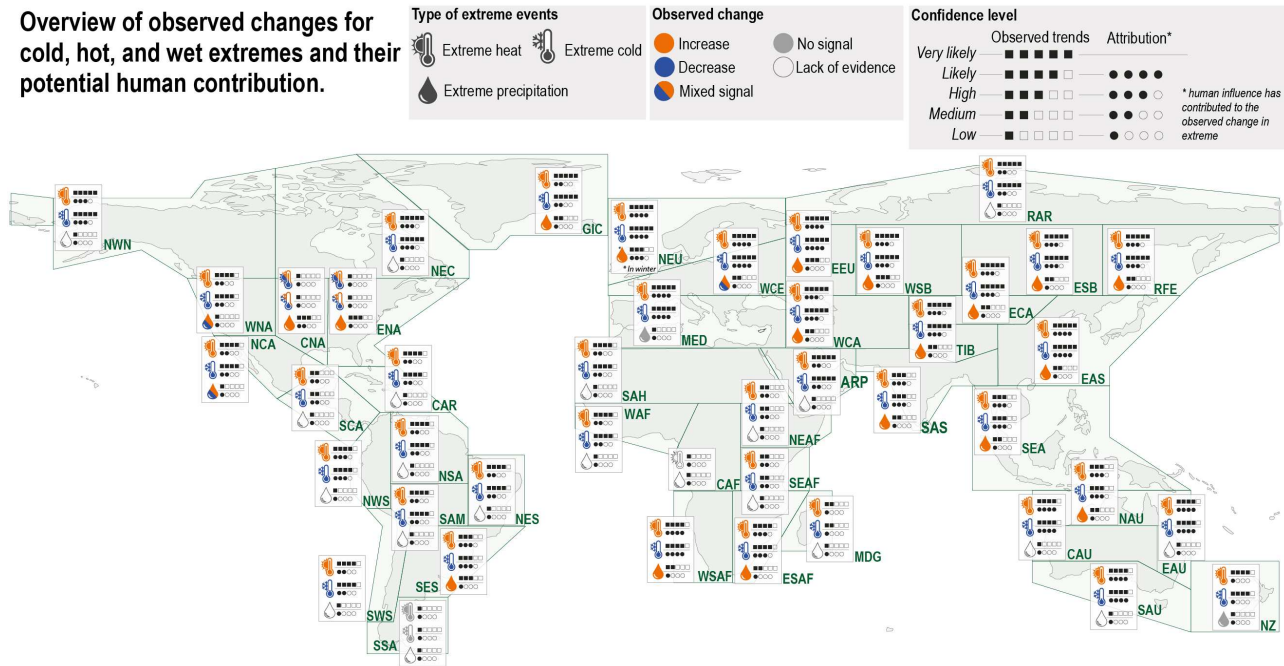 Overview of observed changes for
cold, hot, and wet extremes and their
potential human contribution.
Type of extreme events
Extreme heat
Extreme cold
Extreme precipitation
Observed change
Increase
No signal
Decrease
Lack of evidence
Mixed signal
Confidence level
Observed trends
Attribution*
Very likely
Likely
High
Medium
Low
* human influence has
contributed to the
observed change in
extreme
RAR
GIC
NWN
NEU
* In winter
NEC
WCE
EEU
WSB
ESB
RFE
ECA
WNA
CNA
ENA
NCA
MED
WCA
TIB
EAS
SAH
ARP
CAR
SCA
WAF
NEAF
SAS
SEA
NSA
CAF
SEAF
NWS
SAM
NES
NAU
MDG
CAU
EAU
SES
WSAF
ESAF
SWS
SAU
NZ
SSA